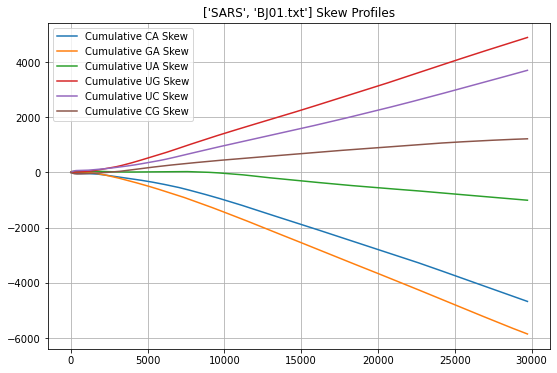 ['SARS', 'BJ01.txt'] Skew Profiles
Cumulative CA Skew
Cumulative GA Skew
Cumulative UA Skew
Cumulative UG Skew
Cumulative UC Skew
Cumulative CG Skew
4000
2000
0
−2000
−4000
−6000
0 5000 10000 15000 20000 25000 30000